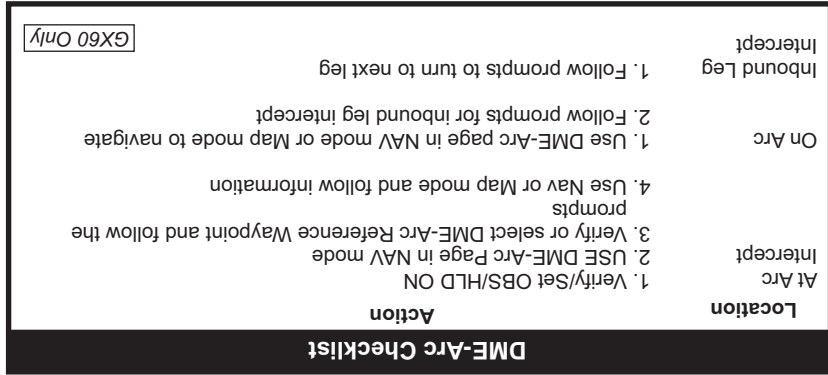 DME-Arc Checklist
Location Action
At Arc 1. Verify/Set OBS/HLD ON
Intercept 2. USE DME-Arc Page in NAV mode
3. Verify or select DME-Arc Reference Waypoint and follow the
prompts
4. Use Nav or Map mode and follow information
On Arc 1. Use DME-Arc page in NAV mode or Map mode to navigate
2. Follow prompts for inbound leg intercept
Inbound Leg 1. Follow prompts to turn to next leg
Intercept
GX60 Only